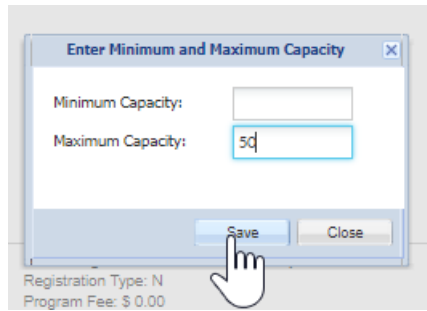 Enter Minimum and Maximum Capacity
Minimum Capacity:
Maximum Capacity: 50
Save Close
Registration Type: N
Program Fee: $ 0.00